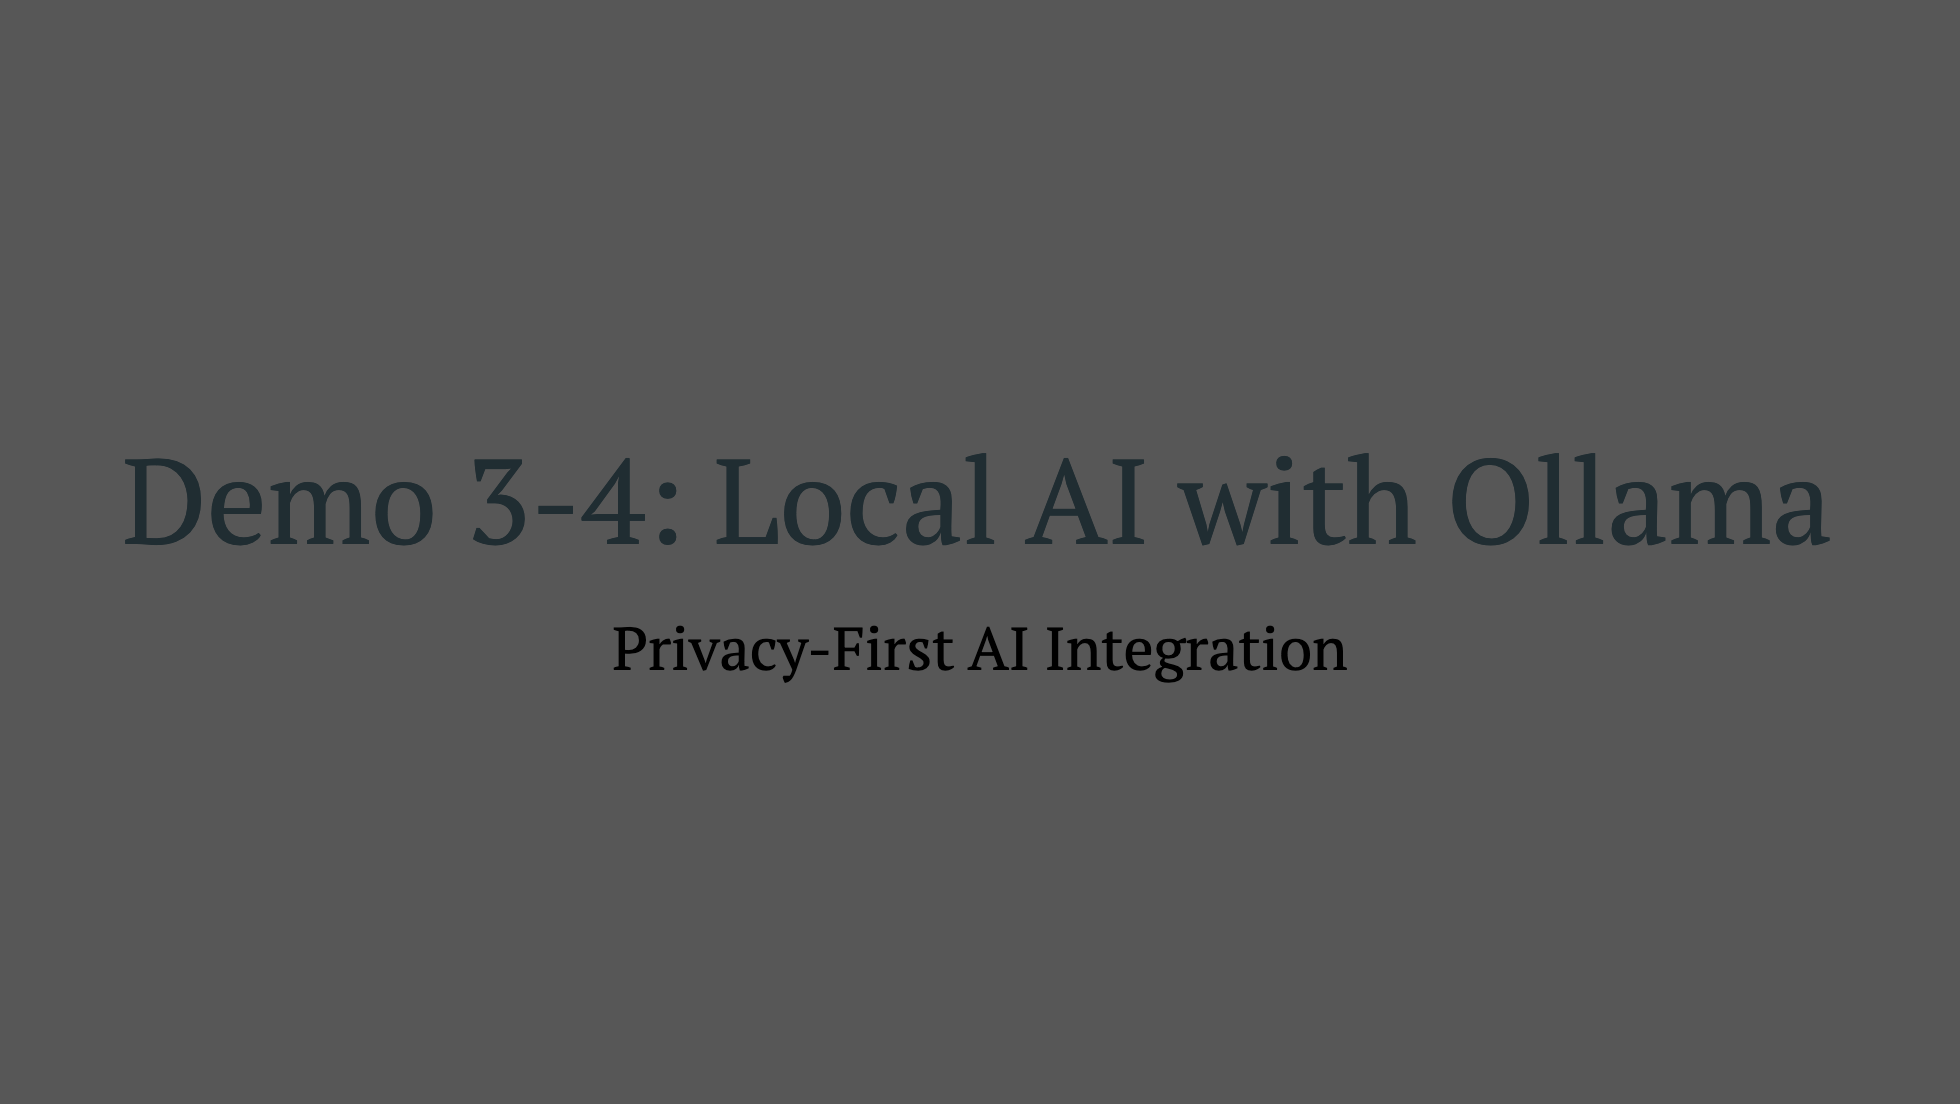 Demo 3-4: Local AI with Ollama
Privacy-First AI Integration